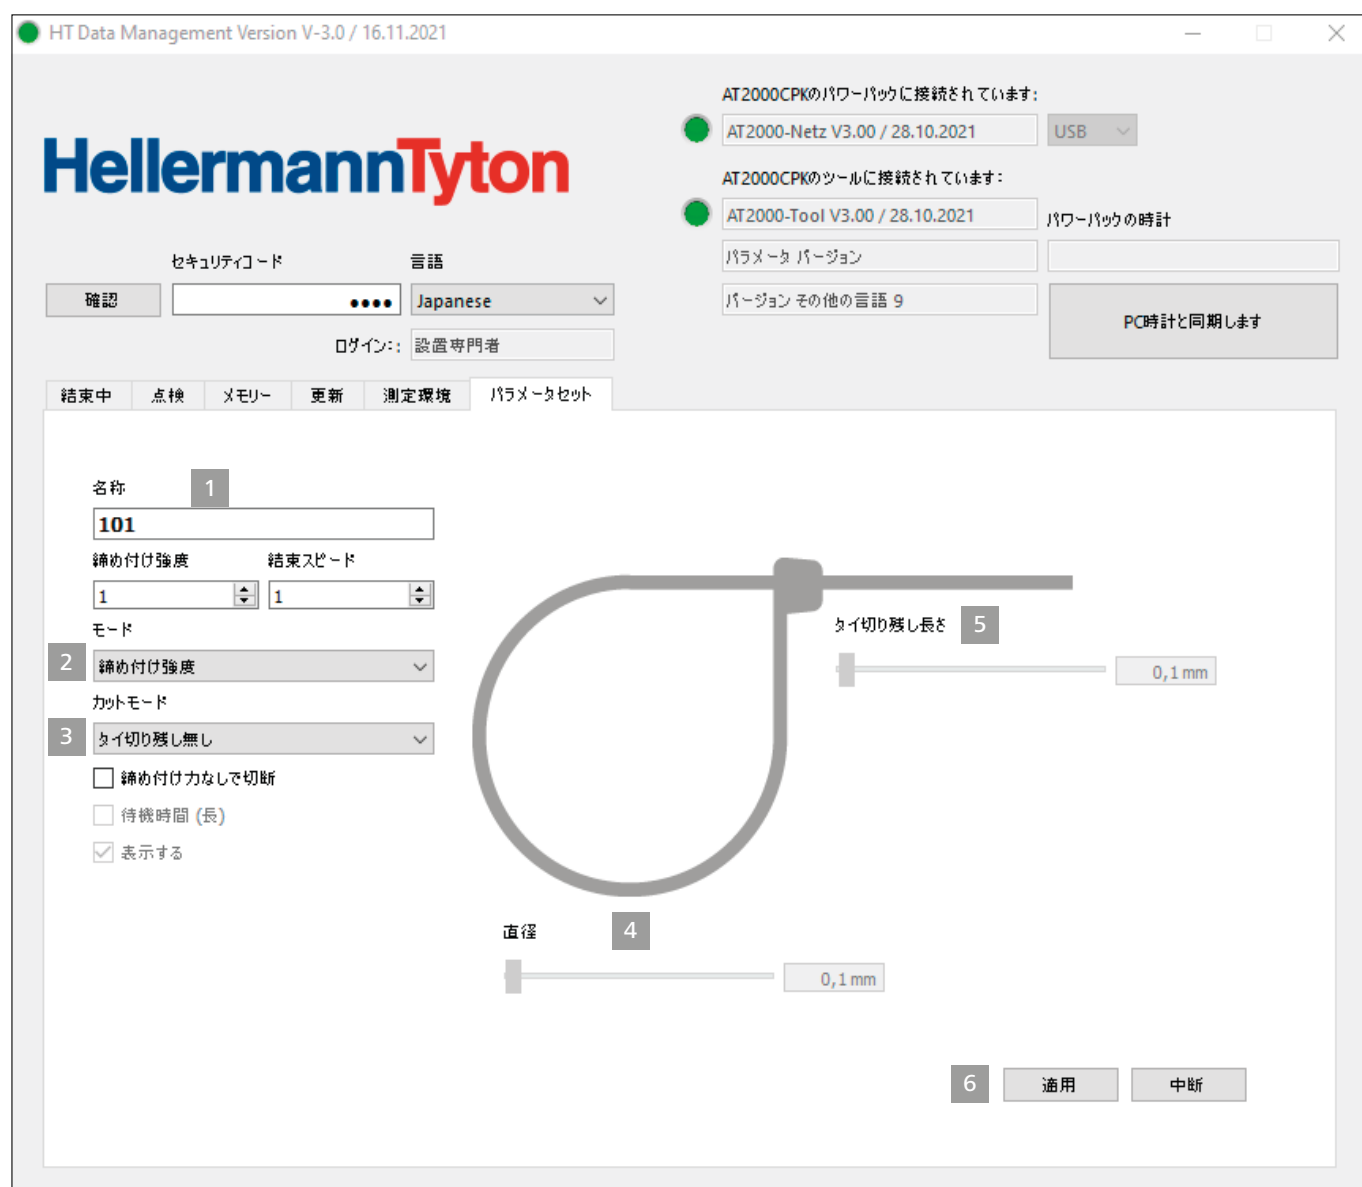 HT Data Management Version V-3.0 / 16.11.2021
AT2000CPKのパワーパックに接続されています:
AT2000-Netz V3.00 / 28.10.2021 USB
HellermannTyton
AT2000CPKのツールに接続されています:
AT2000-Tool V3.00 / 28.10.2021 パワーパックの時計
セキュリティコード 言語 パラメータ バージョン
確認 ●●●● Japanese バージョン その他の言語 9
PC時計と同期します
ログイン:: 設置専門者
結束中 点検 メモリー 更新 測定環境 パラメータセット
名称 1
101
締め付け強度 結束スピード
1 1
モード
タイ切り残し長さ 5
2 締め付け強度
0,1 mm
カットモード
3 タイ切り残し無し
締め付け力なしで切断
待機時間 (長)
表示する
直径 4
0,1 mm
6 適用 中断